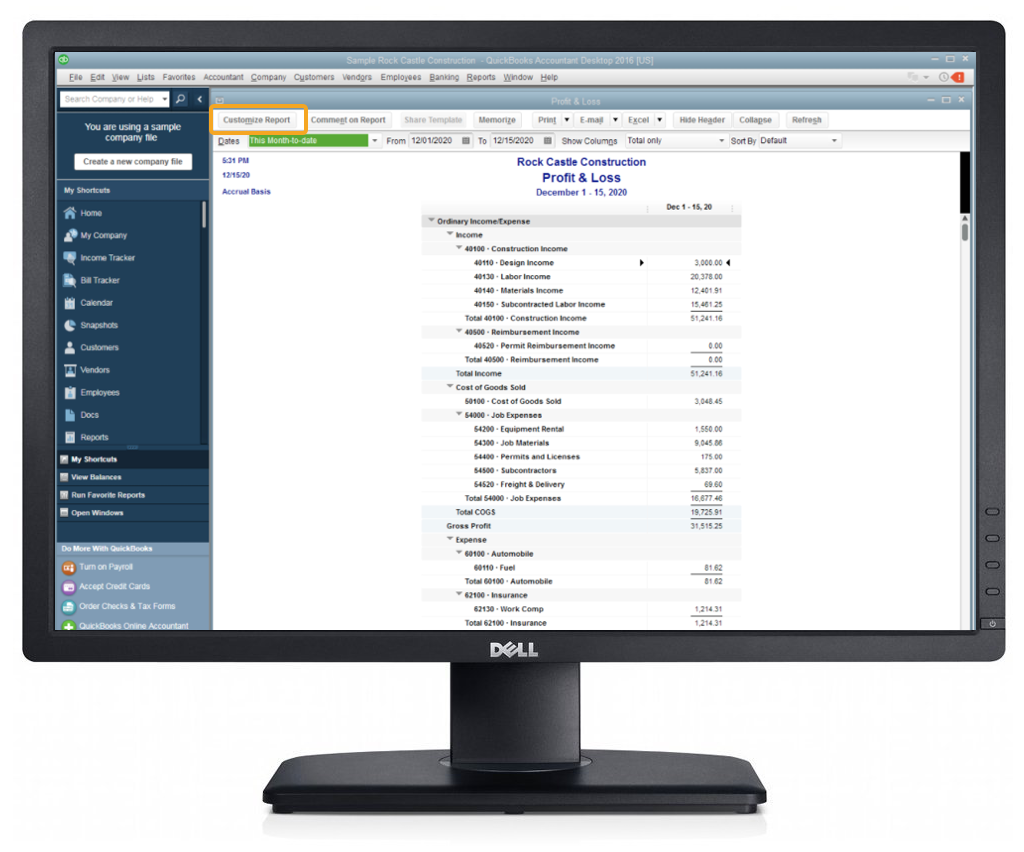 Sample Rock Castle Construction - QuickBooks Accountant Desktop 2016 [US]
File Edit View Lists Favorites Accountant Company Customers Vendors Employees Banking Reports Window Help
1
Search Company or Help
Profit & Loss
You are using a sample
company file
Create a new company file
My Shortcuts
Home
My Company
Income Tracker
Bill Tracker
Calendar
Snapshots
Customers
Vendors
Employees
Docs
Reports
My Shortcuts
View Balances
Run Favorite Reports
Open Windows
Do More With QuickBooks
Turn on Payroll
Accept Credit Cards
Order Checks & Tax Forms
QuickBooks Online Accountant
Customize Report Comment on Report Share Template Memorize Print E-mail Excel Hide Header Collapse Refresh
Dates This Month-to-date From 12/01/2020 To 12/15/2020 Show Columns Total only Sort By Default
5:31 PM
12/15/20
Accrual Basis
Rock Castle Construction
Profit & Loss
December 1 - 15, 2020
Dec 1 - 15, 20
Ordinary Income/Expense
Income
40100 · Construction Income
40110 · Design Income 3,000.00
40130 · Labor Income 20,378.00
40140 · Materials Income 12,401.91
40150 · Subcontracted Labor Income 15,461.25
Total 40100 · Construction Income 51,241.16
40500 · Reimbursement Income
40520 · Permit Reimbursement Income 0.00
Total 40500 · Reimbursement Income 0.00
Total Income 51,241.16
Cost of Goods Sold
50100 · Cost of Goods Sold 3,048.45
54000 · Job Expenses
54200 · Equipment Rental 1,550.00
54300 · Job Materials 9,045.86
54400 · Permits and Licenses 175.00
54500 · Subcontractors 5,837.00
54520 · Freight & Delivery 69.60
Total 54000 · Job Expenses 16,677.46
Total COGS 19,725.91
Gross Profit 31,515.25
Expense
60100 · Automobile
60110 · Fuel 81.62
Total 60100 · Automobile 81.62
62100 · Insurance
62130 · Work Comp 1,214.31
Total 62100 · Insurance 1,214.31
DELL